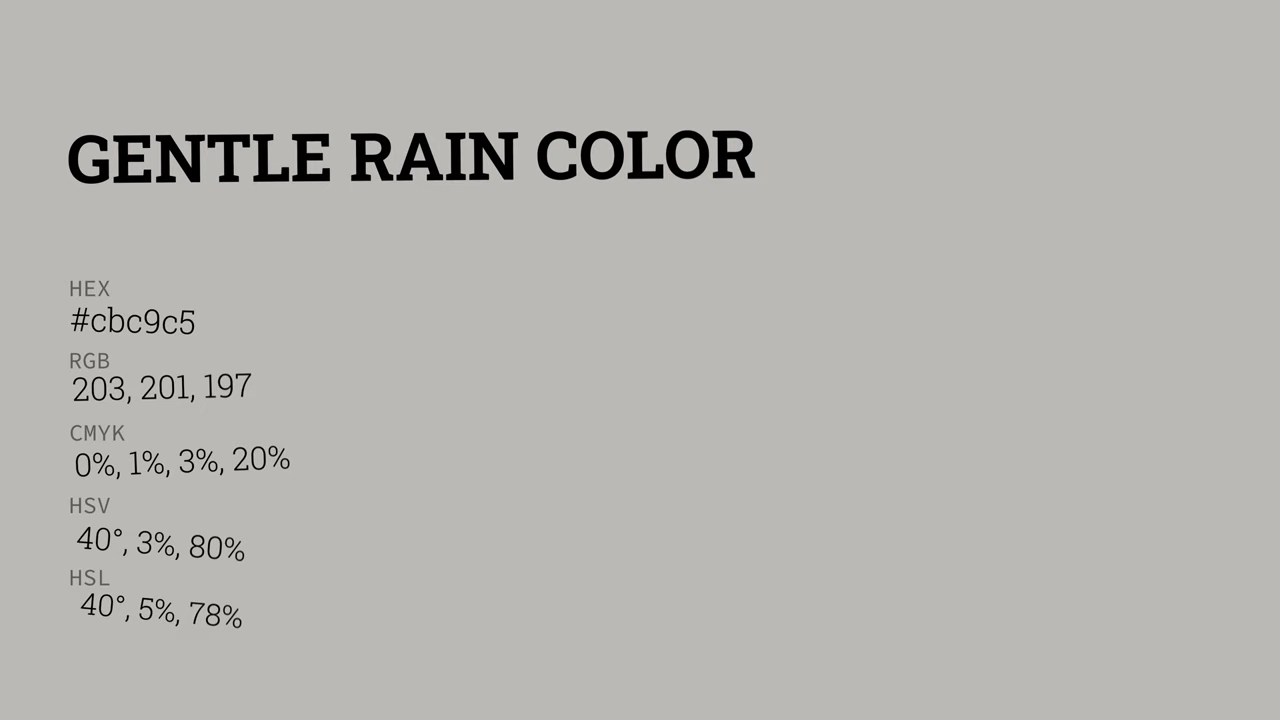 GENTLE RAIN COLOR
HEX
#cbc9c5
RGB
203, 201, 197
CMYK
0%, 1%, 3%, 20%
HSV
40°, 3%, 80%
HSL
40°, 5%, 78%